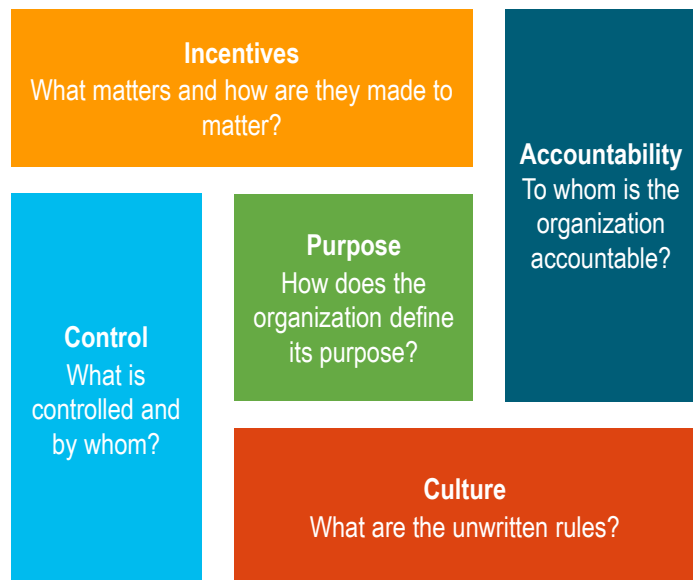 Incentives
What matters and how are they made to
matter?
Accountability
To whom is the
organization
accountable?
Purpose
How does the
organization define
its purpose?
Control
What is
controlled and
by whom?
Culture
What are the unwritten rules?